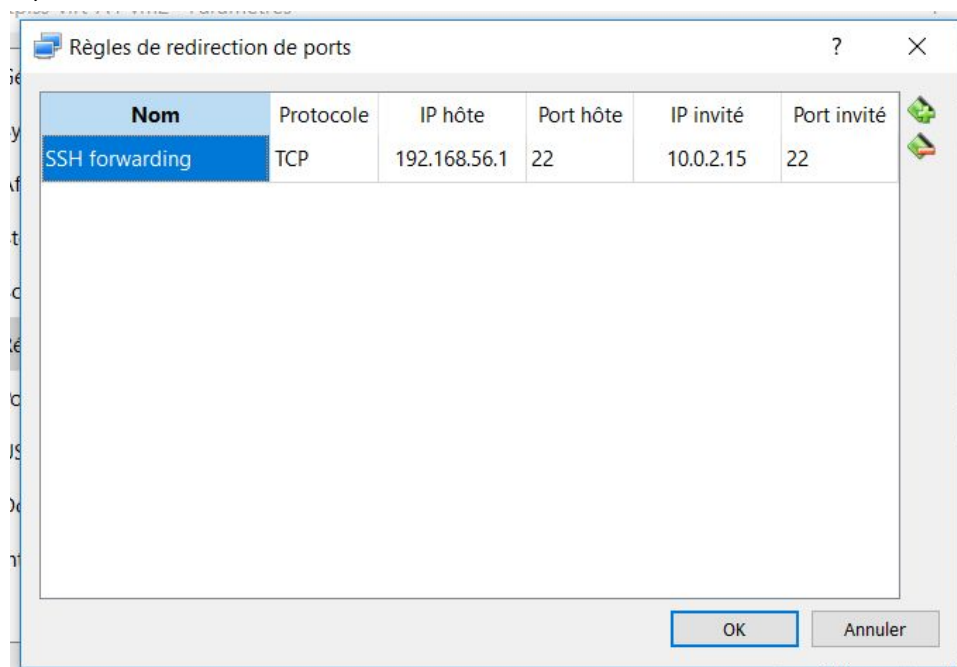 Règles de redirection de ports
?
Nom Protocole IP hôte Port hôte IP invité Port invité
SSH forwarding TCP 192.168.56.1 22 10.0.2.15 22
OK Annuler